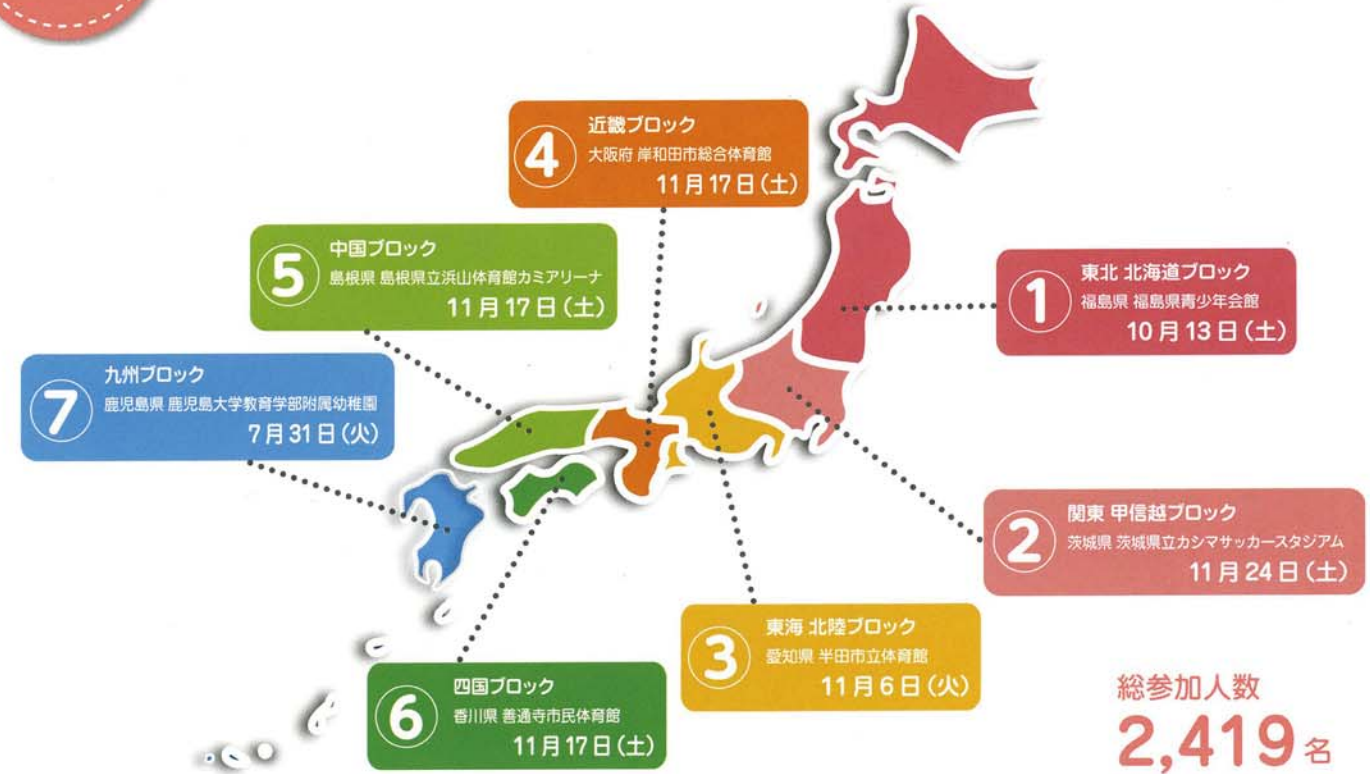 ④
近畿ブロック
大阪府 岸和田市総合体育館
11月17日(土)
⑤
中国ブロック
島根県 島根県立浜山体育館カミアリーナ
11月17日(土)
①
東北 北海道ブロック
福島県 福島県青少年会館
10月13日(土)
⑦
九州ブロック
鹿児島県 鹿児島大学教育学部附属幼稚園
7月31日(火)
②
関東 甲信越ブロック
茨城県 茨城県立カシマサッカースタジアム
11月24日(土)
③
東海 北陸ブロック
愛知県 半田市立体育館
11月6日(火)
⑥
四国ブロック
香川県 善通寺市民体育館
11月17日(土)
総参加人数
2,419名